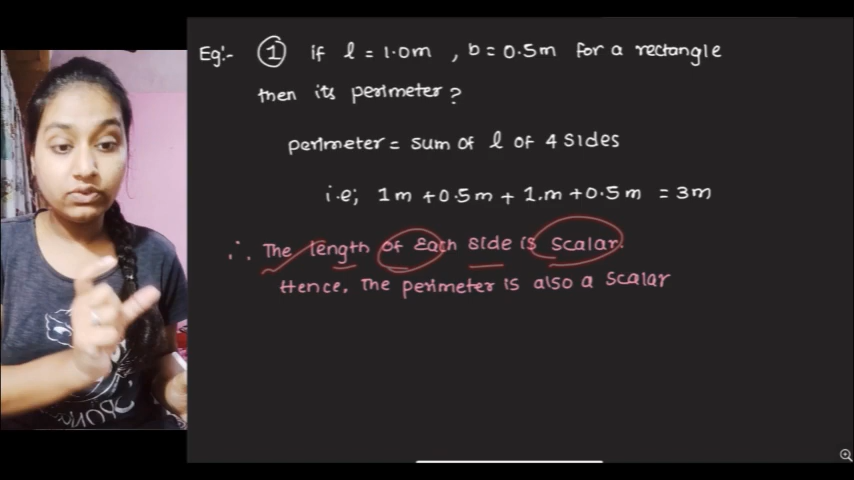 Eg:- ① if l = 1.0m , b = 0.5m for a rectangle
then its perimeter ?
perimeter = sum of l of 4 sides
i.e; 1m + 0.5m + 1.m + 0.5m = 3m
∴ The length of Each side is Scalar.
Hence, The perimeter is also a Scalar